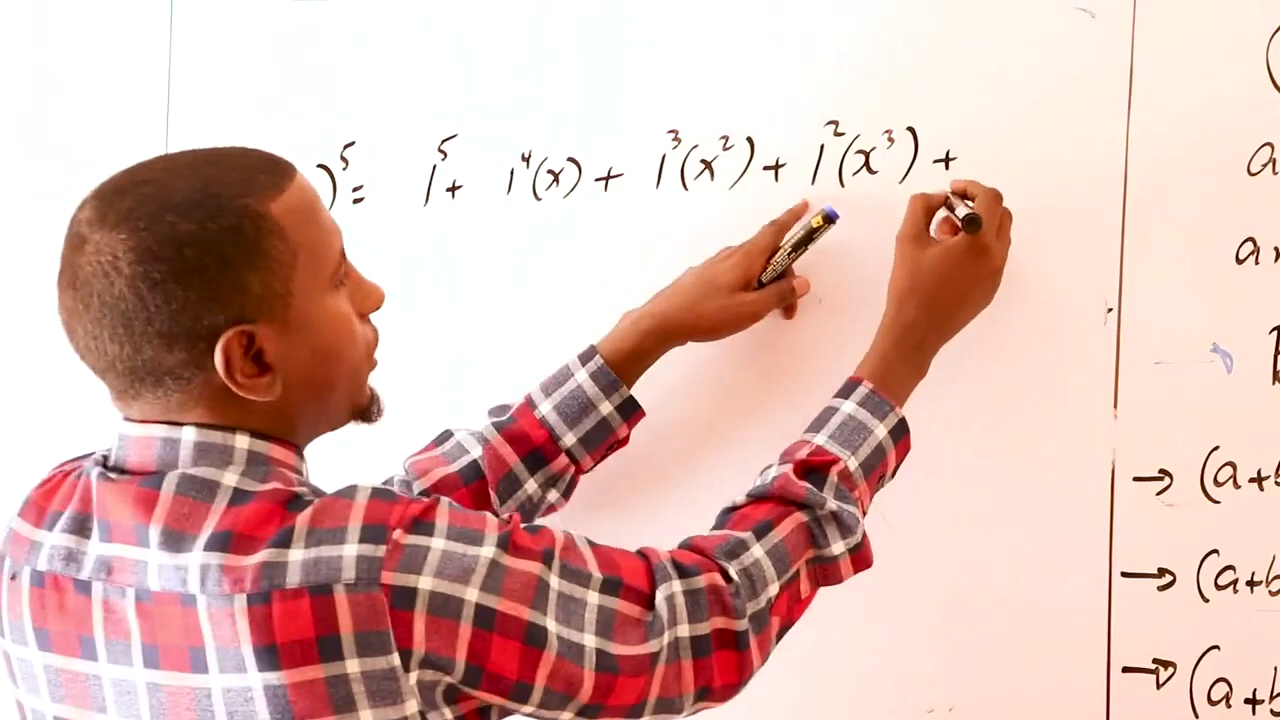 )⁵ = 1⁵ + 1⁴(x) + 1³(x²) + 1²(x³) +
(
a
a
→ (a+b
→ (a+b
→ (a+b